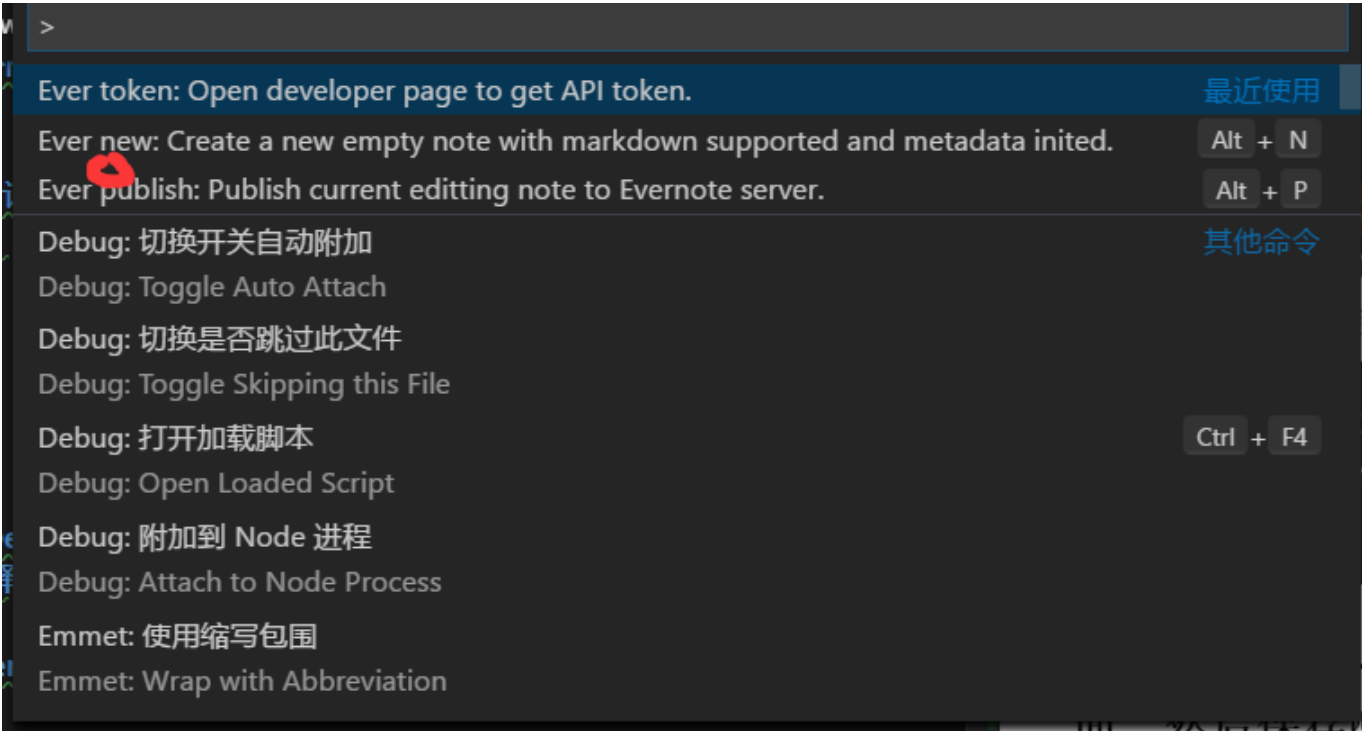 >
Ever token: Open developer page to get API token. 最近使用
Ever new: Create a new empty note with markdown supported and metadata inited. Alt + N
Ever publish: Publish current editting note to Evernote server. Alt + P
Debug: 切换开关自动附加 其他命令
Debug: Toggle Auto Attach
Debug: 切换是否跳过此文件
Debug: Toggle Skipping this File
Debug: 打开加载脚本 Ctrl + F4
Debug: Open Loaded Script
Debug: 附加到 Node 进程
Debug: Attach to Node Process
Emmet: 使用缩写包围
Emmet: Wrap with Abbreviation